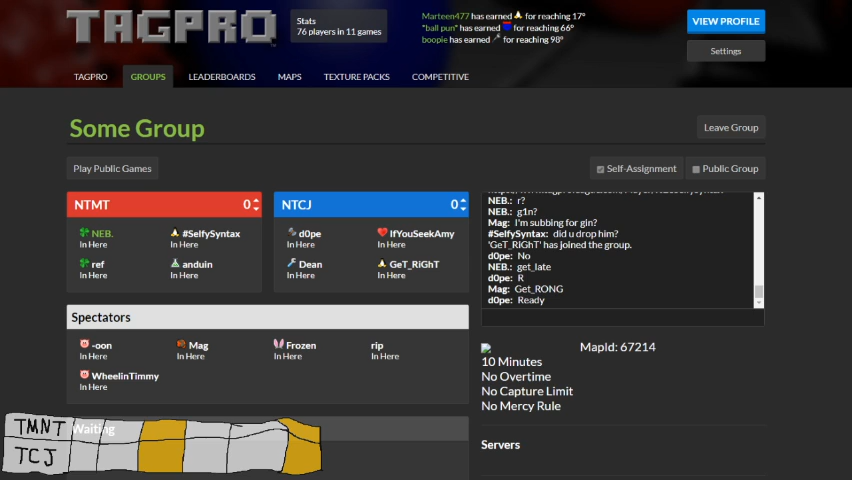 TAGPRO
Stats
76 players in 11 games
Marteen477 has earned for reaching 17°
"ball pun" has earned for reaching 66°
boopie has earned for reaching 98°
VIEW PROFILE
Settings
TAGPRO GROUPS LEADERBOARDS MAPS TEXTURE PACKS COMPETITIVE
Some Group
Leave Group
Play Public Games
Self-Assignment
Public Group
NTMT 0
NEB.
In Here
#SelfySyntax
In Here
ref
In Here
anduin
In Here
NTCJ 0
d0pe
In Here
IfYouSeekAmy
In Here
Dean
In Here
GeT_RiGhT
In Here
NEB.: r?
NEB.: g1n?
Mag: I'm subbing for gin?
#SelfySyntax: did u drop him?
'GeT_RiGhT' has joined the group.
d0pe: No
NEB.: get_late
d0pe: R
Mag: Get_RONG
d0pe: Ready
Spectators
-oon
In Here
Mag
In Here
Frozen
In Here
rip
In Here
WheelinTimmy
In Here
Waiting
TMNT
TCJ
MapId: 67214
10 Minutes
No Overtime
No Capture Limit
No Mercy Rule
Servers